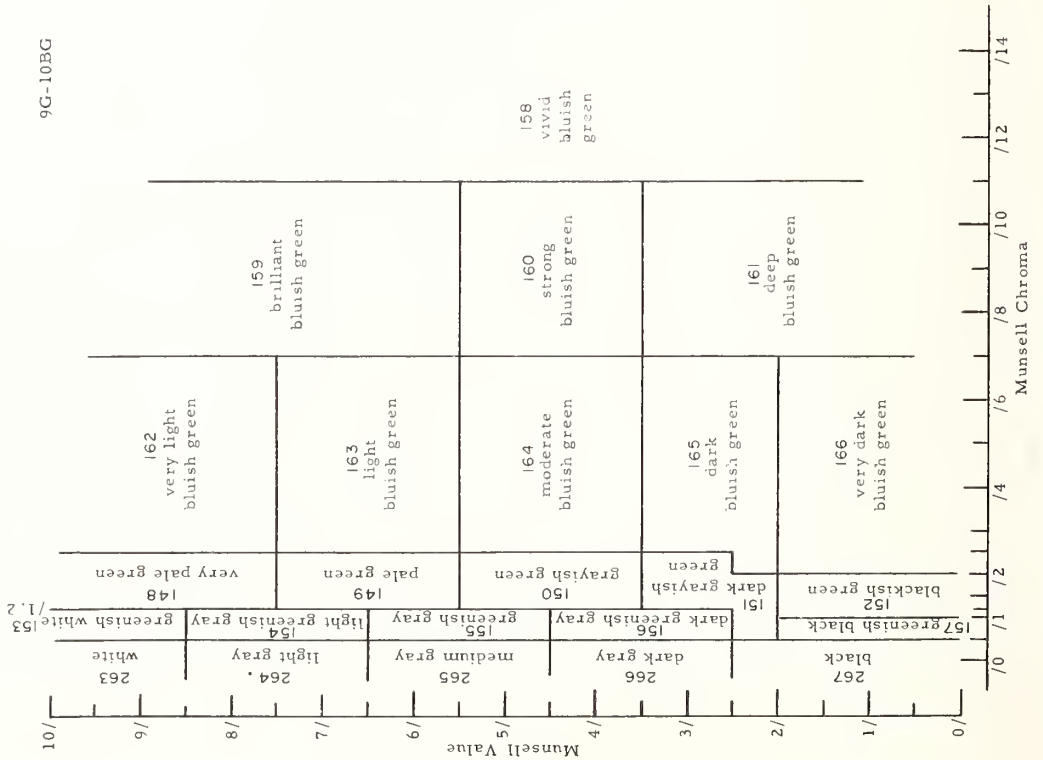 9G-10BG
158
vivid
bluish
green
159
brilliant
bluish green
160
strong
bluish green
161
deep
bluish green
162
very light
bluish green
163
light
bluish green
164
moderate
bluish green
165
dark
bluish green
166
very dark
bluish green
148
very pale green
149
pale green
150
grayish green
151
dark grayish
green
152
blackish green
/1.2
153
greenish white
154
light greenish gray
155.
greenish gray
156
dark greenish gray
157
greenish black
263
white
264.
light gray
265
medium gray
266
dark gray
267
black
10/
9/
8/
7/
6/
5/
4/
3/
2/
1/
0/
Munsell Value
/0
/1
/2
/4
/6
/8
/10
/12
/14
Munsell Chroma